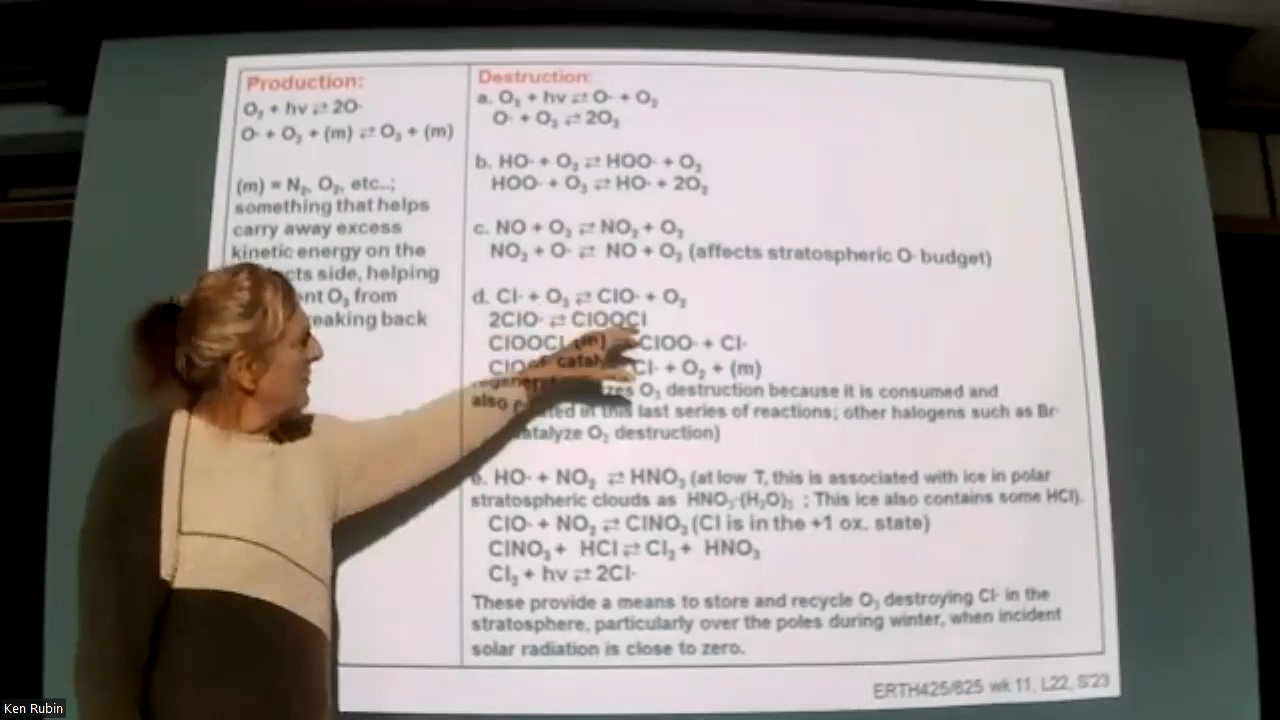 Production:
O₂ + hv ⇄ 2O·
O· + O₂ + (m) ⇄ O₃ + (m)
(m) = N₂, O₂, etc..;
something that helps
carry away excess
kinetic energy on the
cts side, helping
nt O₃ from
eaking back
Destruction:
a. O₃ + hv ⇄ O· + O₂
O· + O₃ ⇄ 2O₂
b. HO· + O₃ ⇄ HOO· + O₂
HOO· + O₃ ⇄ HO· + 2O₂
c. NO + O₃ ⇄ NO₂ + O₂
NO₂ + O· ⇄ NO + O₂ (affects stratospheric O· budget)
d. Cl· + O₃ ⇄ ClO· + O₂
2ClO· ⇄ ClOOCl
ClOOCl (m) ClOO· + Cl·
Cl· + O₂ + (m)
zes O₃ destruction because it is consumed and
also ted in this last series of reactions; other halogens such as Br·
atalyze O₃ destruction)
e. HO· + NO₂ ⇄ HNO₃ (at low T, this is associated with ice in polar
stratospheric clouds as HNO₃·(H₂O)₃ ; This ice also contains some HCl).
ClO· + NO₂ ⇄ ClNO₃ (Cl is in the +1 ox. state)
ClNO₃ + HCl ⇄ Cl₂ + HNO₃
Cl₂ + hv ⇄ 2Cl·
These provide a means to store and recycle O₃ destroying Cl· in the
stratosphere, particularly over the poles during winter, when incident
solar radiation is close to zero.
ERTH425/625 wk 11, L22, S'23
Ken Rubin